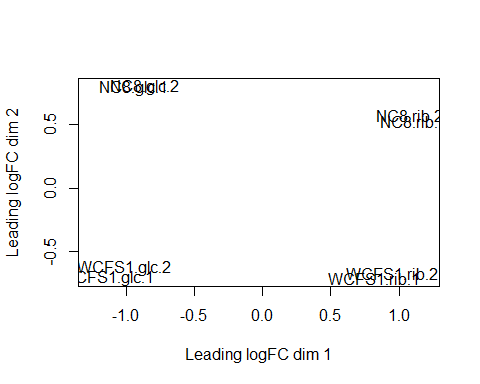 NC8.glc.1
NC8.glc.2
NC8.rib.2
NC8.rib.
WCFS1.glc.2
CFS1.glc.1
WCFS1.rib.2
WCFS1.rib.1
0.5
0.0
-0.5
Leading logFC dim 2
-1.0 -0.5 0.0 0.5 1.0
Leading logFC dim 1